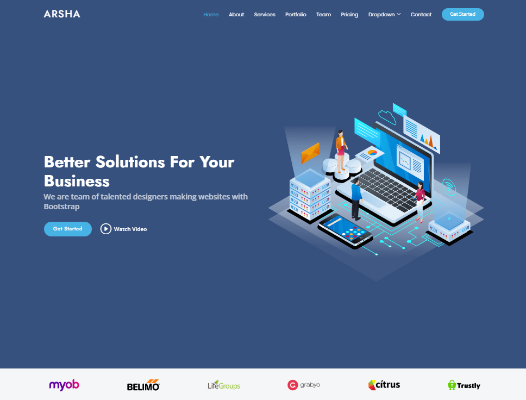 ARSHA
Home About Services Portfolio Team Pricing Dropdown Contact Get Started
Better Solutions For Your
Business
We are team of talented designers making websites with
Bootstrap
Get Started Watch Video
myob BELIMO LifeGroups grabyo citrus Trustly